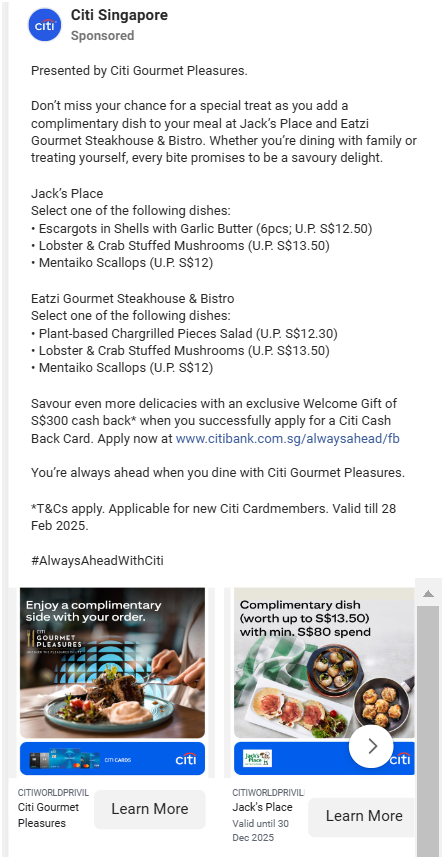 citi
Citi Singapore
Sponsored
Presented by Citi Gourmet Pleasures.
Don't miss your chance for a special treat as you add a
complimentary dish to your meal at Jack's Place and Eatzi
Gourmet Steakhouse & Bistro. Whether you're dining with family or
treating yourself, every bite promises to be a savoury delight.
Jack's Place
Select one of the following dishes:
• Escargots in Shells with Garlic Butter (6pcs; U.P. S$12.50)
• Lobster & Crab Stuffed Mushrooms (U.P. S$13.50)
• Mentaiko Scallops (U.P. S$12)
Eatzi Gourmet Steakhouse & Bistro
Select one of the following dishes:
• Plant-based Chargrilled Pieces Salad (U.P. S$12.30)
• Lobster & Crab Stuffed Mushrooms (U.P. S$13.50)
• Mentaiko Scallops (U.P. S$12)
Savour even more delicacies with an exclusive Welcome Gift of
S$300 cash back* when you successfully apply for a Citi Cash
Back Card. Apply now at www.citibank.com.sg/alwaysahead/fb
You're always ahead when you dine with Citi Gourmet Pleasures.
*T&Cs apply. Applicable for new Citi Cardmembers. Valid till 28
Feb 2025.
#AlwaysAheadWithCiti
Enjoy a complimentary
side with your order.
CITI
GOURMET
PLEASURES
CITI CARDS
citi
CITIWORLDPRIVIL
Citi Gourmet
Pleasures
Learn More
Complimentary dish
(worth up to S$13.50)
with min. S$80 spend
Jack's
Place
citi
CITIWORLDPRIVIL
Jack's Place
Valid until 30
Dec 2025
Learn More